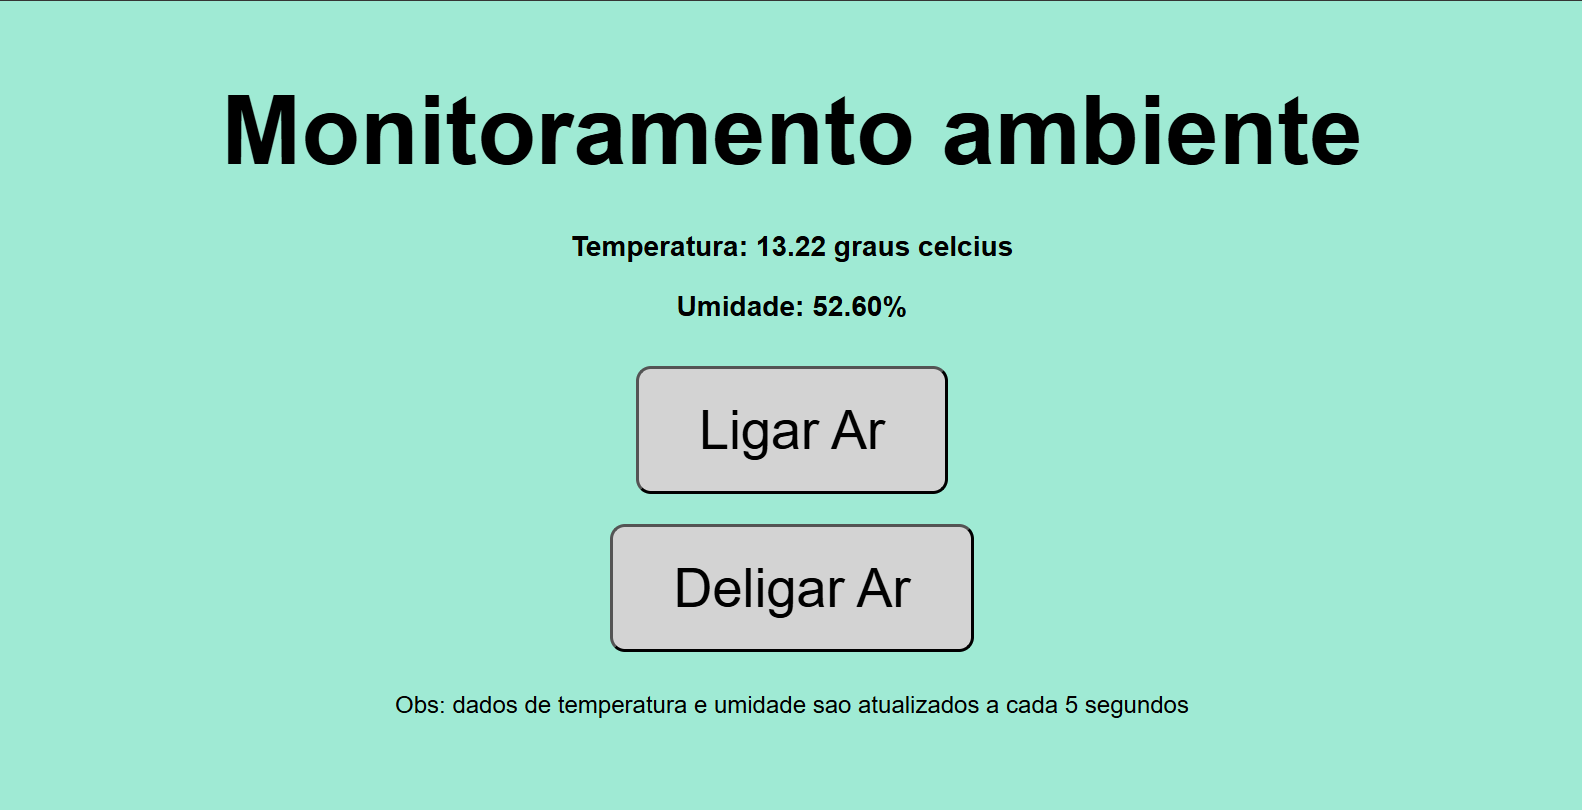 Monitoramento ambiente
Temperatura: 13.22 graus celcius
Umidade: 52.60%
Ligar Ar
Deligar Ar
Obs: dados de temperatura e umidade sao atualizados a cada 5 segundos